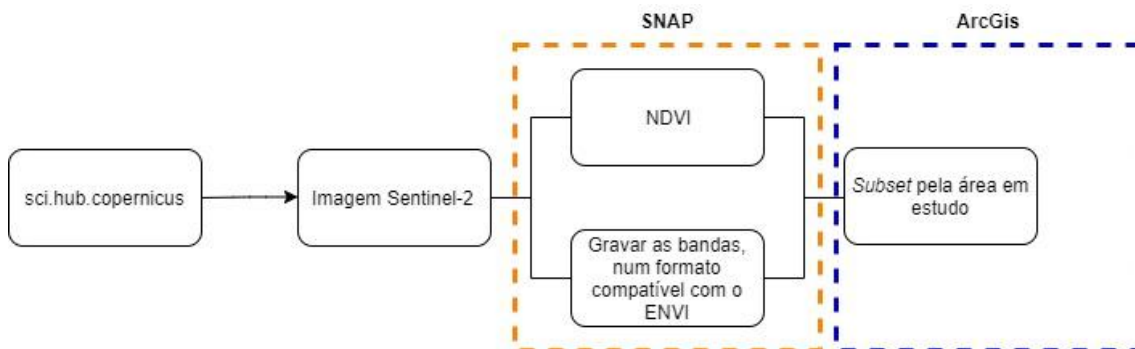 SNAP
ArcGis
sci.hub.copernicus
Imagem Sentinel-2
NDVI
Gravar as bandas,
num formato
compatível com o
ENVI
Subset pela área em
estudo